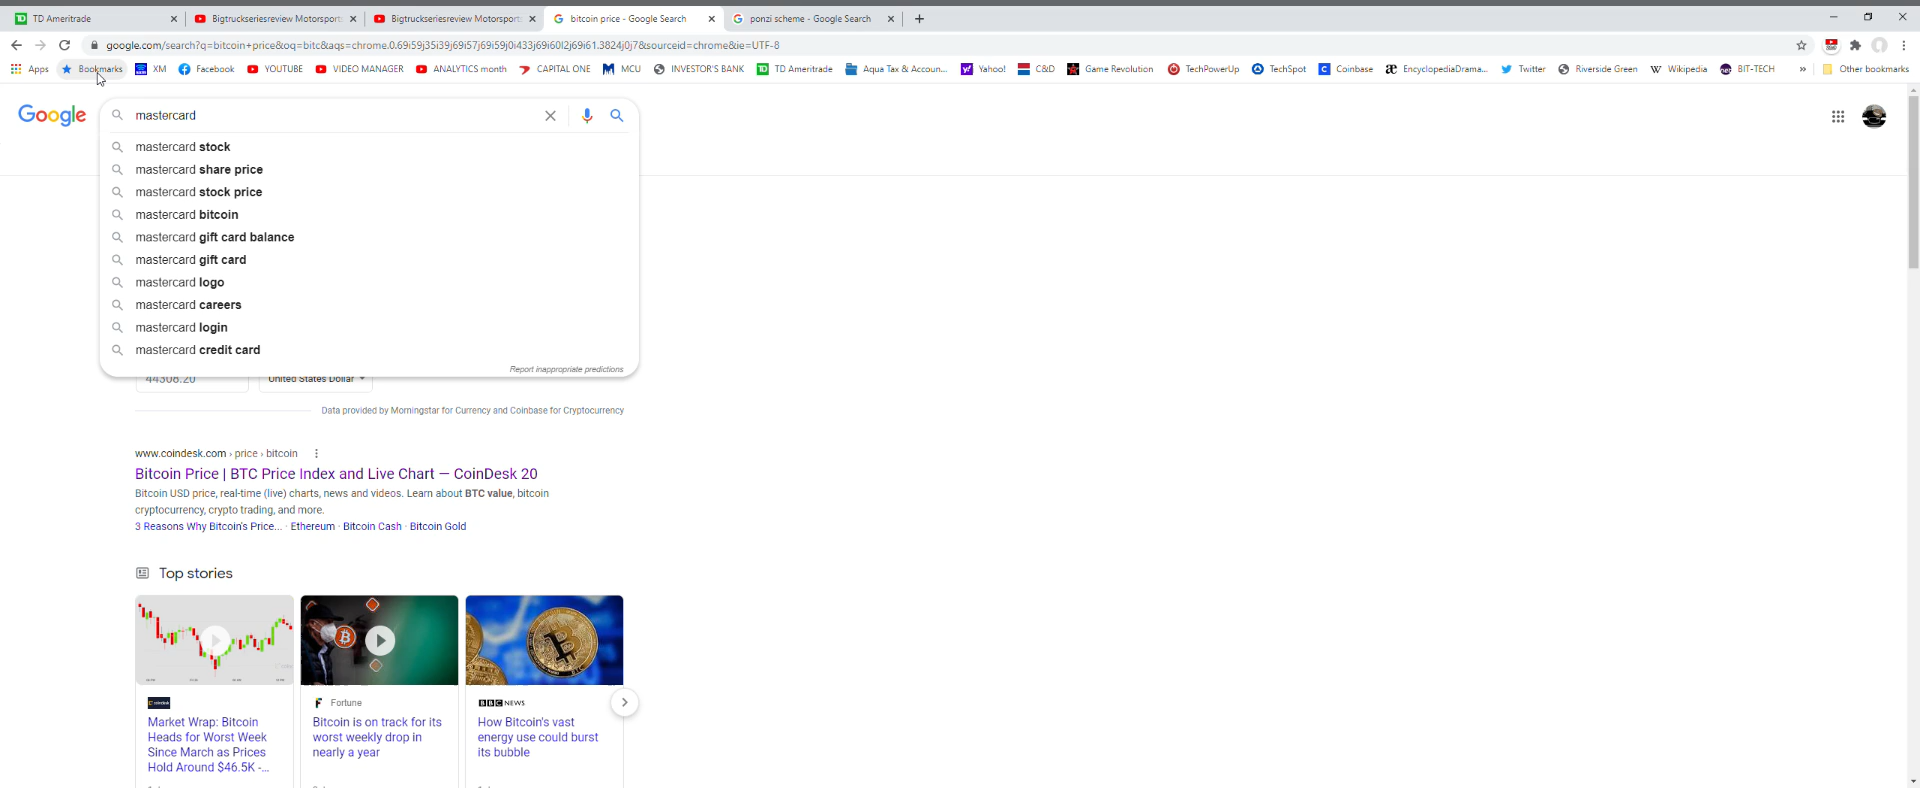 TD Ameritrade
Bigtruckseriesreview Motorsport
Bigtruckseriesreview Motorsport
bitcoin price - Google Search
ponzi scheme - Google Search
google.com/search?q=bitcoin+price&oq=bitc&aqs=chrome.0.69i59j35i39j69i57j69i59j0i433j69i60l2j69i61.3824j0j7&sourceid=chrome&ie=UTF-8
Apps Bookmarks XM Facebook YOUTUBE VIDEO MANAGER ANALYTICS month CAPITAL ONE MCU INVESTOR'S BANK TD Ameritrade Aqua Tax & Accoun... Yahoo! C&D Game Revolution TechPowerUp TechSpot Coinbase EncyclopediaDrama... Twitter Riverside Green Wikipedia BIT-TECH » Other bookmarks
Google
mastercard
mastercard stock
mastercard share price
mastercard stock price
mastercard bitcoin
mastercard gift card balance
mastercard gift card
mastercard logo
mastercard careers
mastercard login
mastercard credit card
Report inappropriate predictions
44306.20 United States Dollar
Data provided by Morningstar for Currency and Coinbase for Cryptocurrency
www.coindesk.com › price › bitcoin
Bitcoin Price | BTC Price Index and Live Chart — CoinDesk 20
Bitcoin USD price, real-time (live) charts, news and videos. Learn about BTC value, bitcoin
cryptocurrency, crypto trading, and more.
3 Reasons Why Bitcoin's Price... · Ethereum · Bitcoin Cash · Bitcoin Gold
Top stories
coindesk
Market Wrap: Bitcoin
Heads for Worst Week
Since March as Prices
Hold Around $46.5K -...
Fortune
Bitcoin is on track for its
worst weekly drop in
nearly a year
BBC NEWS
How Bitcoin's vast
energy use could burst
its bubble